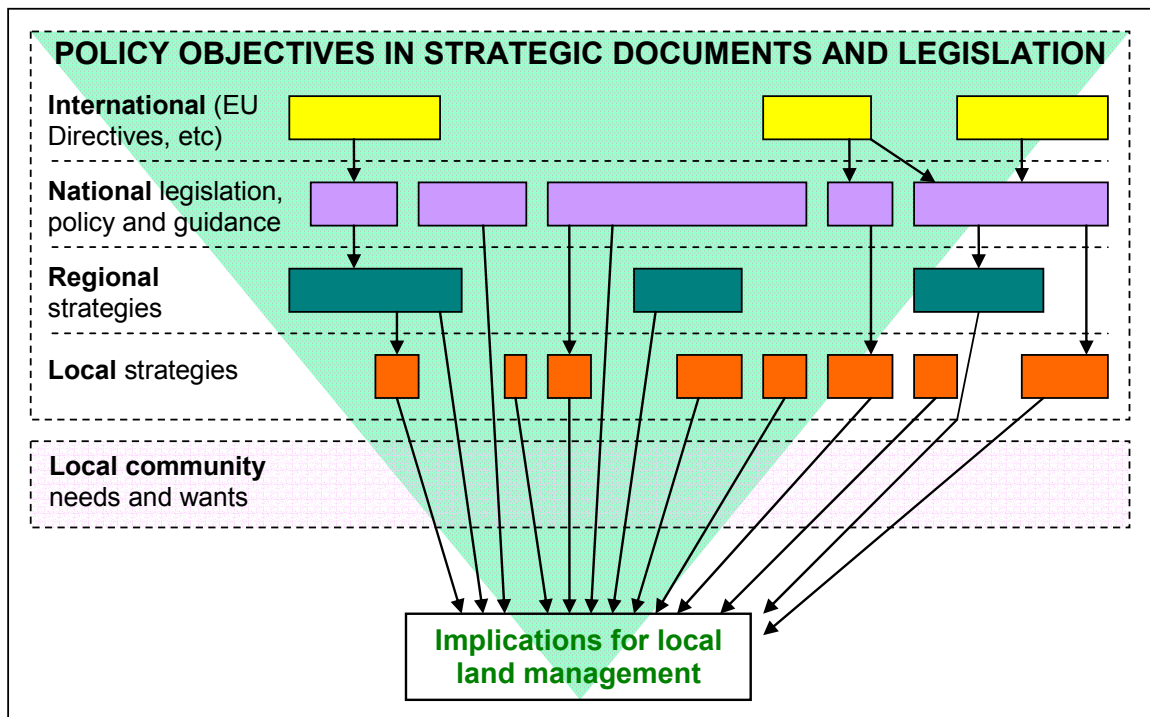 POLICY OBJECTIVES IN STRATEGIC DOCUMENTS AND LEGISLATION
International (EU
Directives, etc)
National legislation,
policy and guidance
Regional
strategies
Local strategies
Local community
needs and wants
Implications for local
land management